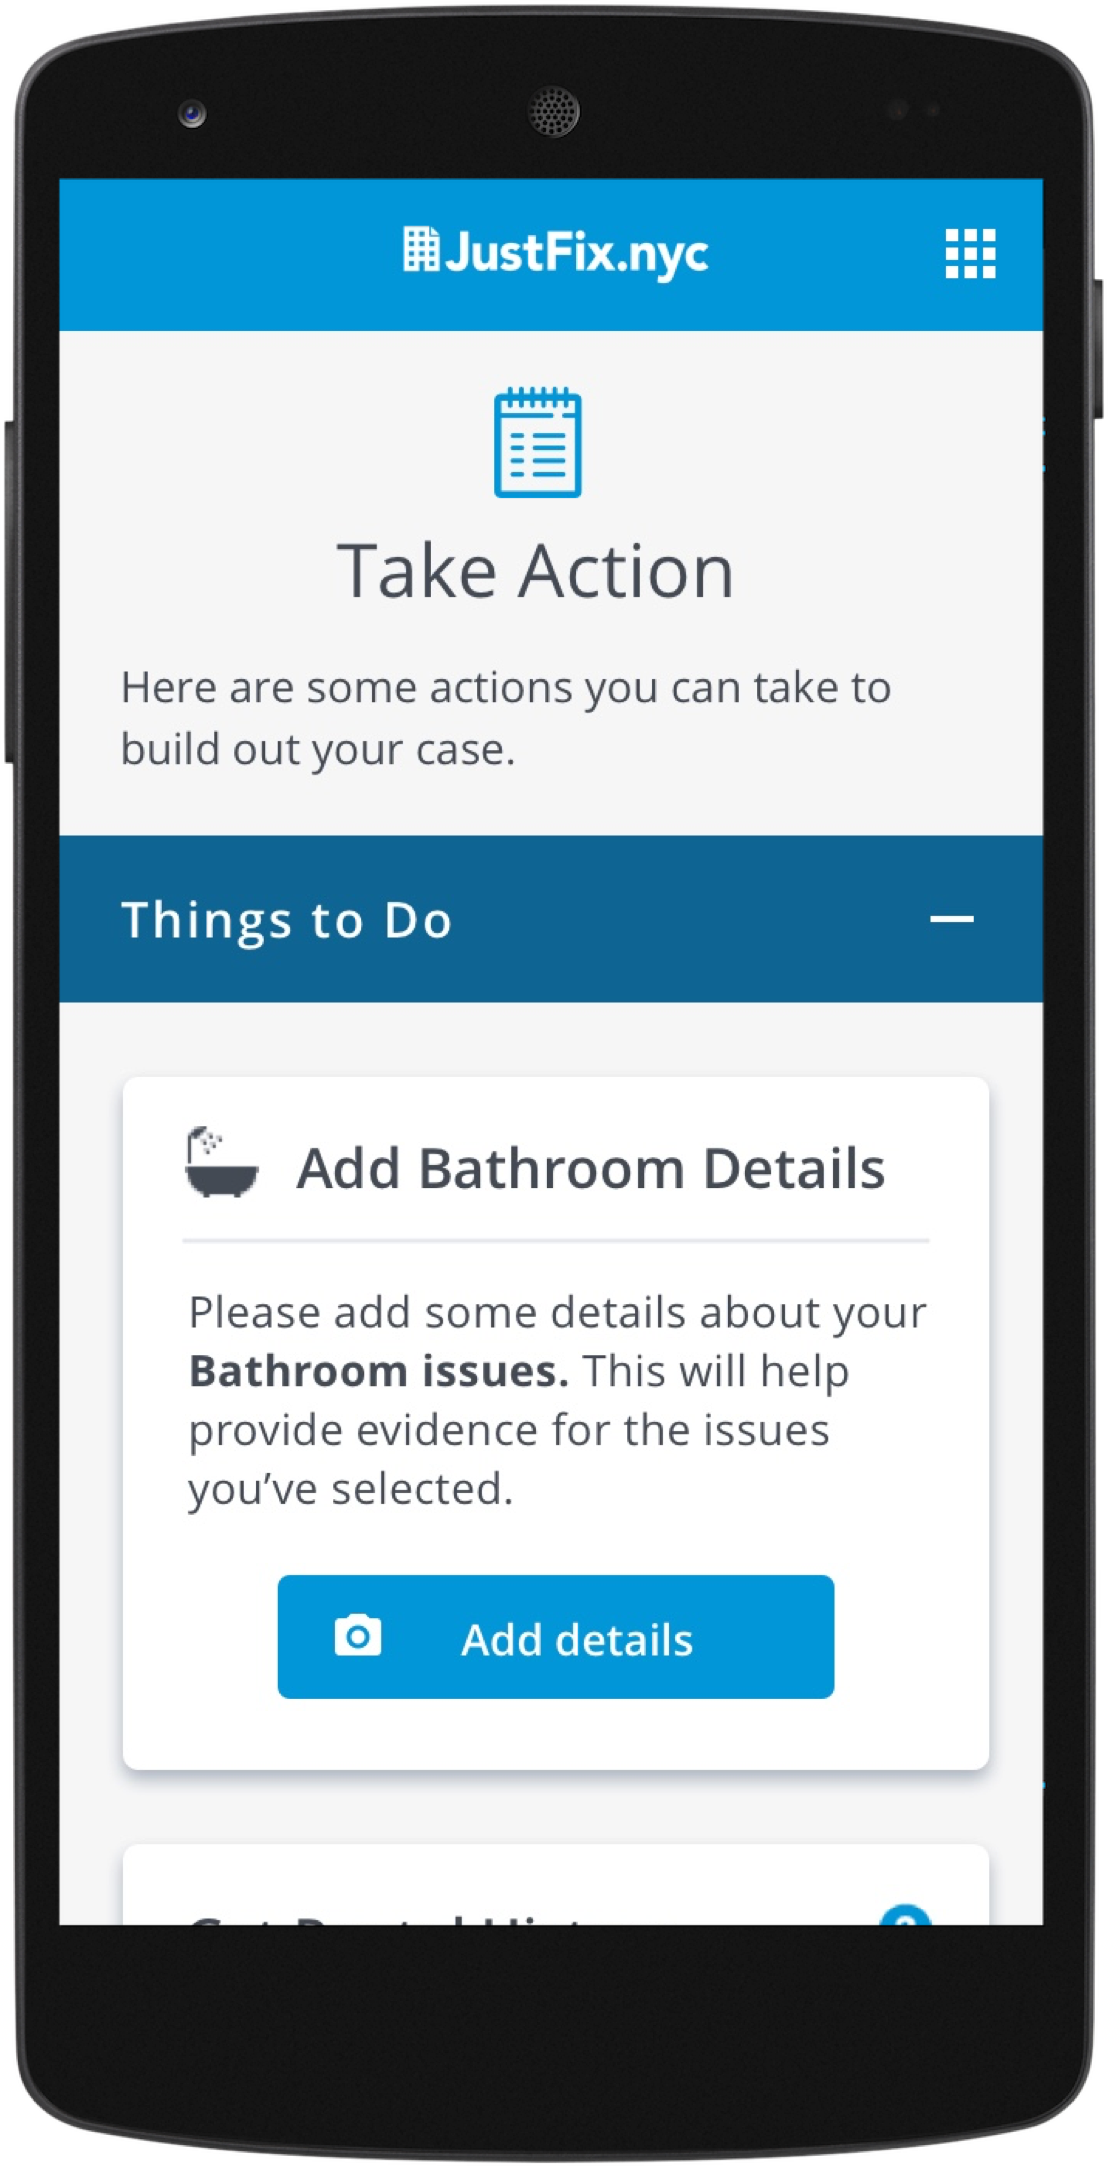 JustFix.nyc
Take Action
Here are some actions you can take to
build out your case.
Things to Do
Add Bathroom Details
Please add some details about your
Bathroom issues. This will help
provide evidence for the issues
you've selected.
Add details